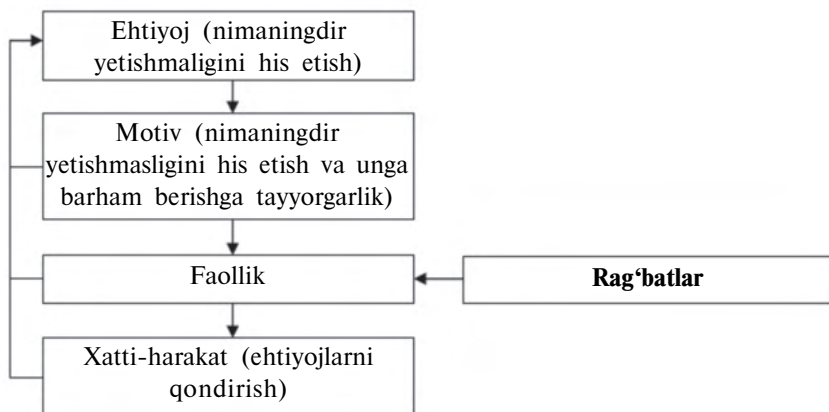 Ehtiyoj (nimaningdir
yetishmaligini his etish)
Motiv (nimaningdir
yetishmasligini his etish va unga
barham berishga tayyorgarlik)
Faollik
Rag‘batlar
Xatti-harakat (ehtiyojlarni
qondirish)